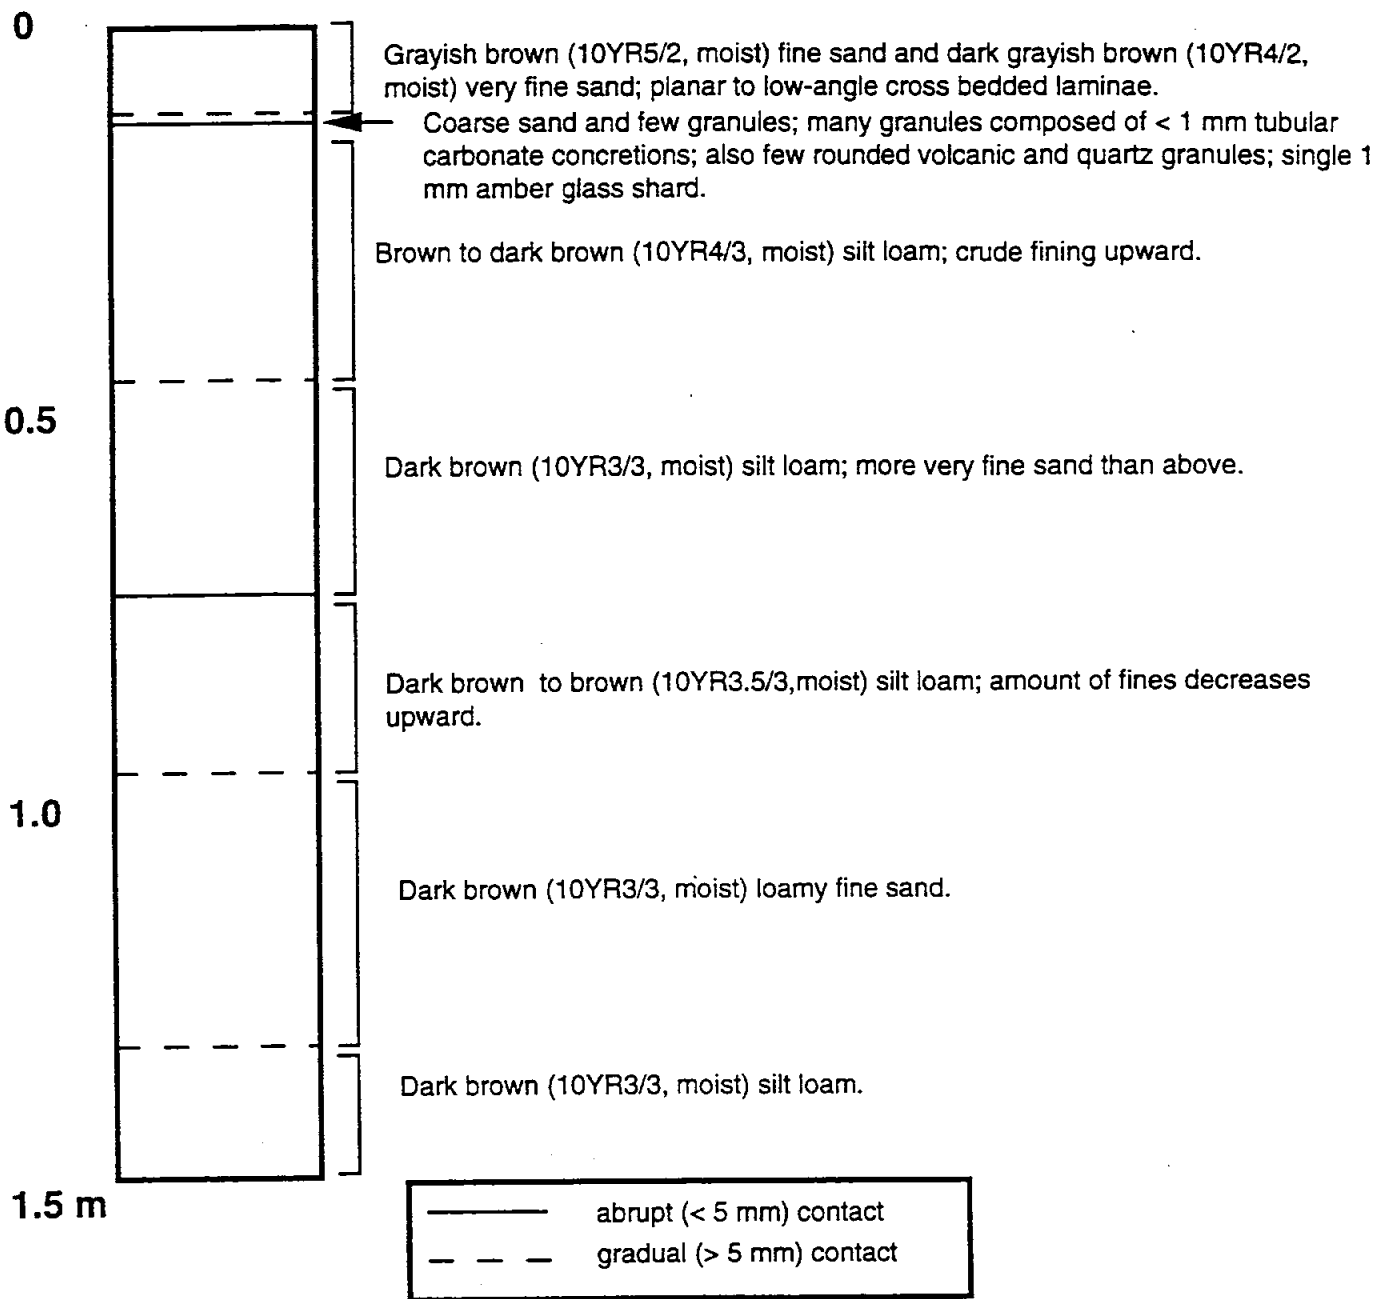 0
Grayish brown (10YR5/2, moist) fine sand and dark grayish brown (10YR4/2,
moist) very fine sand; planar to low-angle cross bedded laminae.
Coarse sand and few granules; many granules composed of < 1 mm tubular
carbonate concretions; also few rounded volcanic and quartz granules; single 1
mm amber glass shard.
Brown to dark brown (10YR4/3, moist) silt loam; crude fining upward.
0.5
Dark brown (10YR3/3, moist) silt loam; more very fine sand than above.
Dark brown to brown (10YR3.5/3,moist) silt loam; amount of fines decreases
upward.
1.0
Dark brown (10YR3/3, moist) loamy fine sand.
Dark brown (10YR3/3, moist) silt loam.
1.5 m
abrupt (< 5 mm) contact
gradual (> 5 mm) contact